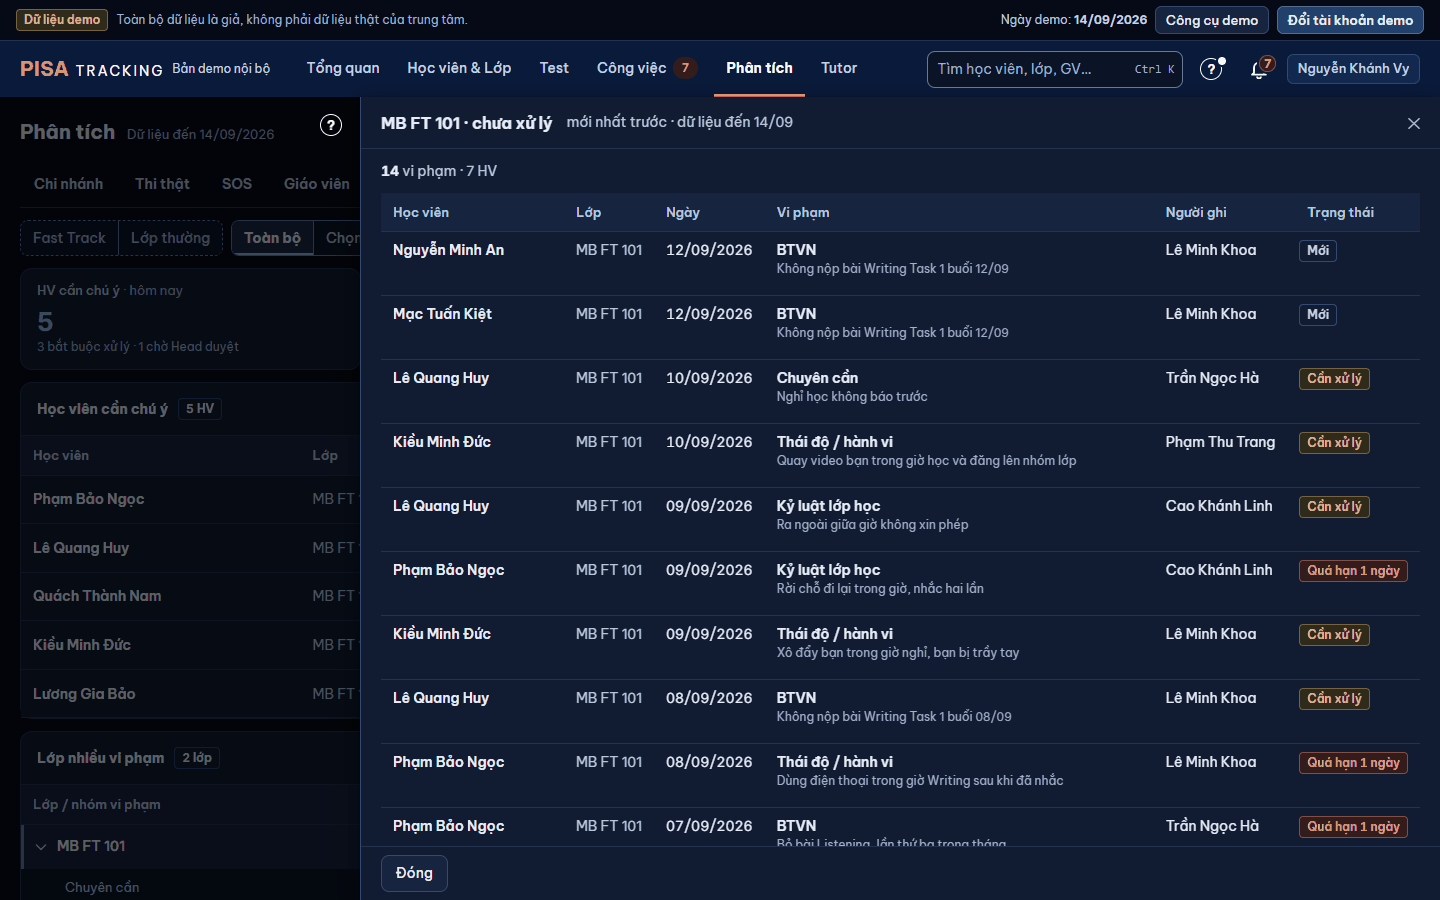 Dữ liệu demo Toàn bộ dữ liệu là giả, không phải dữ liệu thật của trung tâm. Ngày demo: 14/09/2026 Công cụ demo Đổi tài khoản demo
PISA TRACKING Bản demo nội bộ Tổng quan Học viên & Lớp Test Công việc 7 Phân tích Tutor Tìm học viên, lớp, GV... Ctrl K ? 7 Nguyễn Khánh Vy
Phân tích Dữ liệu đến 14/09/2026 ?
Chi nhánh Thi thật SOS Giáo viên
Fast Track Lớp thường Toàn bộ Chọn
HV cần chú ý · hôm nay
5
3 bắt buộc xử lý · 1 chờ Head duyệt
Học viên cần chú ý 5 HV
Học viên Lớp
Phạm Bảo Ngọc MB FT
Lê Quang Huy MB FT
Quách Thành Nam MB FT
Kiều Minh Đức MB FT
Lương Gia Bảo MB FT
Lớp nhiều vi phạm 2 lớp
Lớp / nhóm vi phạm
MB FT 101
Chuyên cần
MB FT 101 · chưa xử lý mới nhất trước · dữ liệu đến 14/09
14 vi phạm · 7 HV
Học viên Lớp Ngày Vi phạm Người ghi Trạng thái
Nguyễn Minh An MB FT 101 12/09/2026 BTVN Lê Minh Khoa Mới
Không nộp bài Writing Task 1 buổi 12/09
Mạc Tuấn Kiệt MB FT 101 12/09/2026 BTVN Lê Minh Khoa Mới
Không nộp bài Writing Task 1 buổi 12/09
Lê Quang Huy MB FT 101 10/09/2026 Chuyên cần Trần Ngọc Hà Cần xử lý
Nghỉ học không báo trước
Kiều Minh Đức MB FT 101 10/09/2026 Thái độ / hành vi Phạm Thu Trang Cần xử lý
Quay video bạn trong giờ học và đăng lên nhóm lớp
Lê Quang Huy MB FT 101 09/09/2026 Kỷ luật lớp học Cao Khánh Linh Cần xử lý
Ra ngoài giữa giờ không xin phép
Phạm Bảo Ngọc MB FT 101 09/09/2026 Kỷ luật lớp học Cao Khánh Linh Quá hạn 1 ngày
Rời chỗ đi lại trong giờ, nhắc hai lần
Kiều Minh Đức MB FT 101 09/09/2026 Thái độ / hành vi Lê Minh Khoa Cần xử lý
Xô đẩy bạn trong giờ nghỉ, bạn bị trầy tay
Lê Quang Huy MB FT 101 08/09/2026 BTVN Lê Minh Khoa Cần xử lý
Không nộp bài Writing Task 1 buổi 08/09
Phạm Bảo Ngọc MB FT 101 08/09/2026 Thái độ / hành vi Lê Minh Khoa Quá hạn 1 ngày
Dùng điện thoại trong giờ Writing sau khi đã nhắc
Phạm Bảo Ngọc MB FT 101 07/09/2026 BTVN Trần Ngọc Hà Quá hạn 1 ngày
Bỏ bài Listening, lần thứ ba trong tháng
Đóng